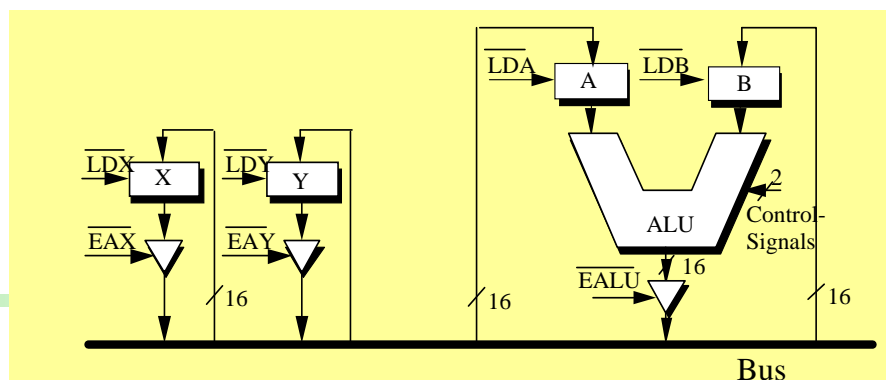 LDA
A
LDB
B
LDX
X
LDY
Y
2
ALU
Control-
Signals
EAX
EAY
16
EALU
16
16
16
Bus